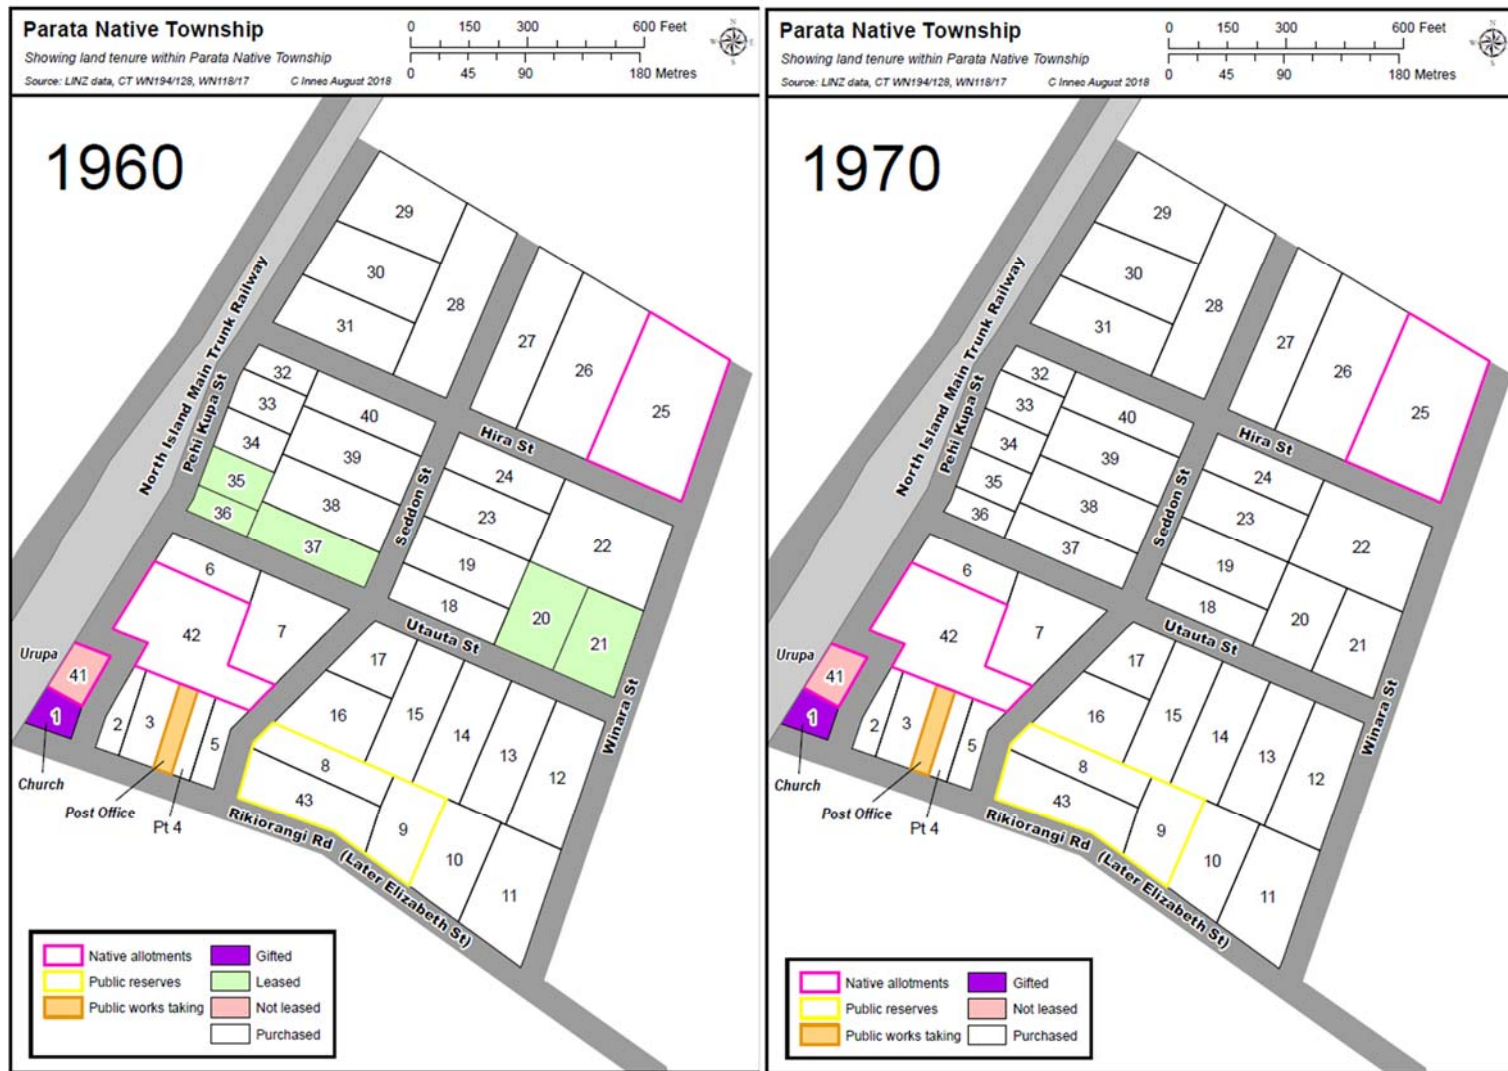 Parata Native Township
Showing land tenure within Parata Native Township
Source: LINZ data, CT WN194/128, WN118/17 C Innes August 2018
0 150 300 600 Feet
0 45 90 180 Metres
1960
29
30
28
31
27
26
25
North Island Main Trunk Railway
Pehi Kupa St
32
33
40
34
39
35
38
36
37
Hira St
Seddon St
24
23
22
19
18
20
21
6
42
7
Utauta St
Urupa
41
1
Church
2
3
5
Post Office
Pt 4
17
16
15
14
13
12
Winara St
8
43
9
10
11
Rikiorangi Rd (Later Elizabeth St)
Native allotments
Gifted
Public reserves
Leased
Public works taking
Not leased
Purchased
Parata Native Township
Showing land tenure within Parata Native Township
Source: LINZ data, CT WN194/128, WN118/17 C Innes August 2018
0 150 300 600 Feet
0 45 90 180 Metres
1970
29
30
28
31
27
26
25
North Island Main Trunk Railway
Pehi Kupa St
32
33
40
34
39
35
38
36
37
Hira St
Seddon St
24
23
22
19
18
20
21
6
42
7
Utauta St
Urupa
41
1
Church
2
3
5
Post Office
Pt 4
17
16
15
14
13
12
Winara St
8
43
9
10
11
Rikiorangi Rd (Later Elizabeth St)
Native allotments
Gifted
Public reserves
Not leased
Public works taking
Purchased